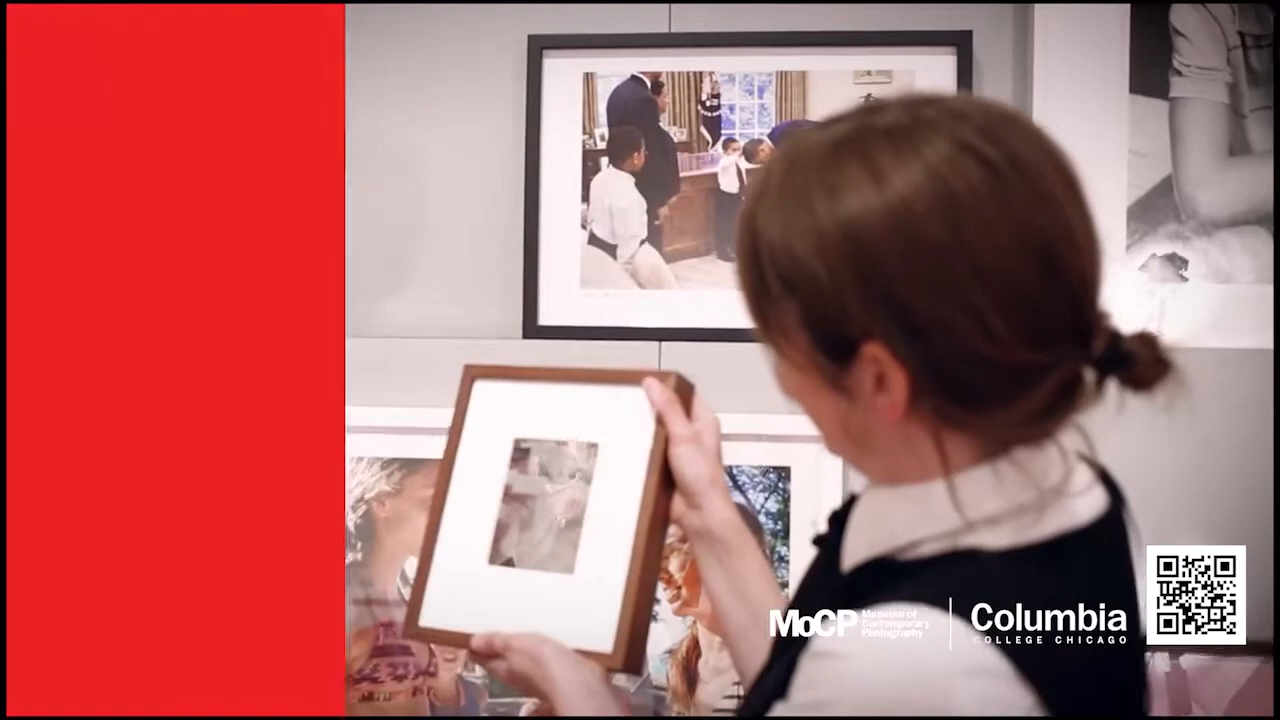 MoCP
Museum of
Contemporary
Photography
Columbia
COLLEGE CHICAGO